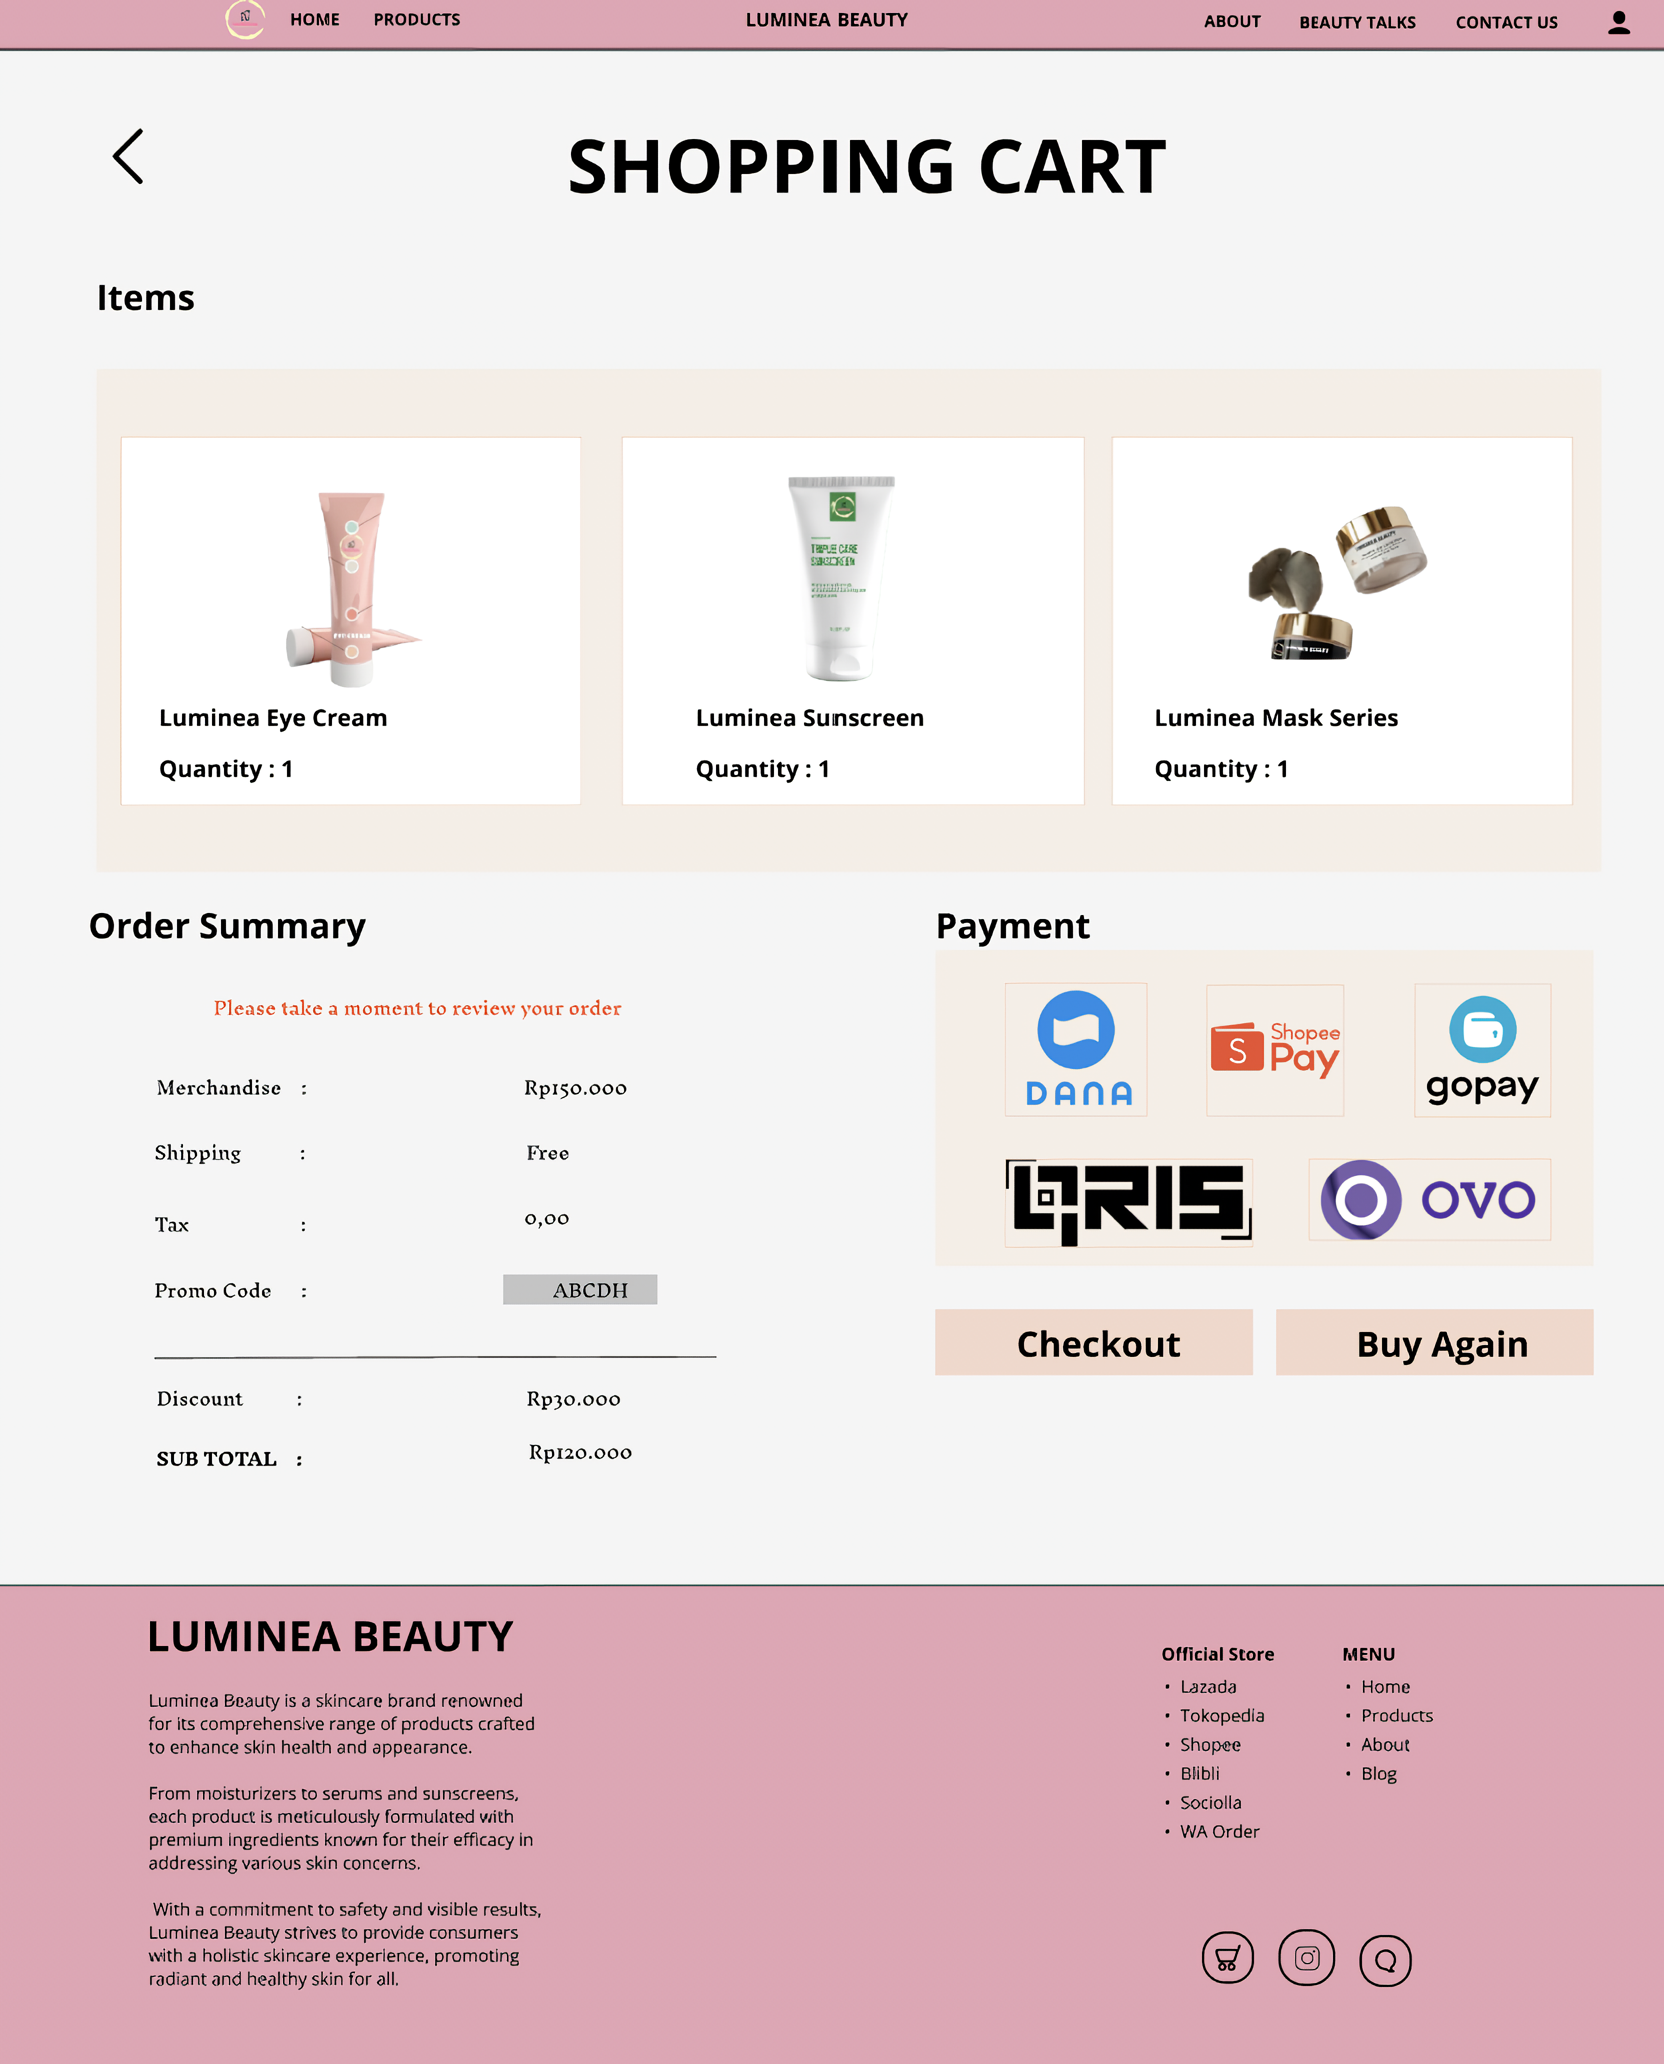 HOME PRODUCTS LUMINEA BEAUTY ABOUT BEAUTY TALKS CONTACT US
SHOPPING CART
Items
Luminea Eye Cream
Quantity : 1
Luminea Sunscreen
Quantity : 1
Luminea Mask Series
Quantity : 1
Order Summary
Please take a moment to review your order
Merchandise : Rp150.000
Shipping : Free
Tax : 0,00
Promo Code : ABCDH
Discount : Rp30.000
SUB TOTAL : Rp120.000
Payment
DANA
S Shopee
Pay
gopay
QRIS
OVO
Checkout
Buy Again
LUMINEA BEAUTY
Luminea Beauty is a skincare brand renowned
for its comprehensive range of products crafted
to enhance skin health and appearance.
From moisturizers to serums and sunscreens,
each product is meticulously formulated with
premium ingredients known for their efficacy in
addressing various skin concerns.
With a commitment to safety and visible results,
Luminea Beauty strives to provide consumers
with a holistic skincare experience, promoting
radiant and healthy skin for all.
Official Store
• Lazada
• Tokopedia
• Shopee
• Blibli
• Sociolla
• WA Order
MENU
• Home
• Products
• About
• Blog